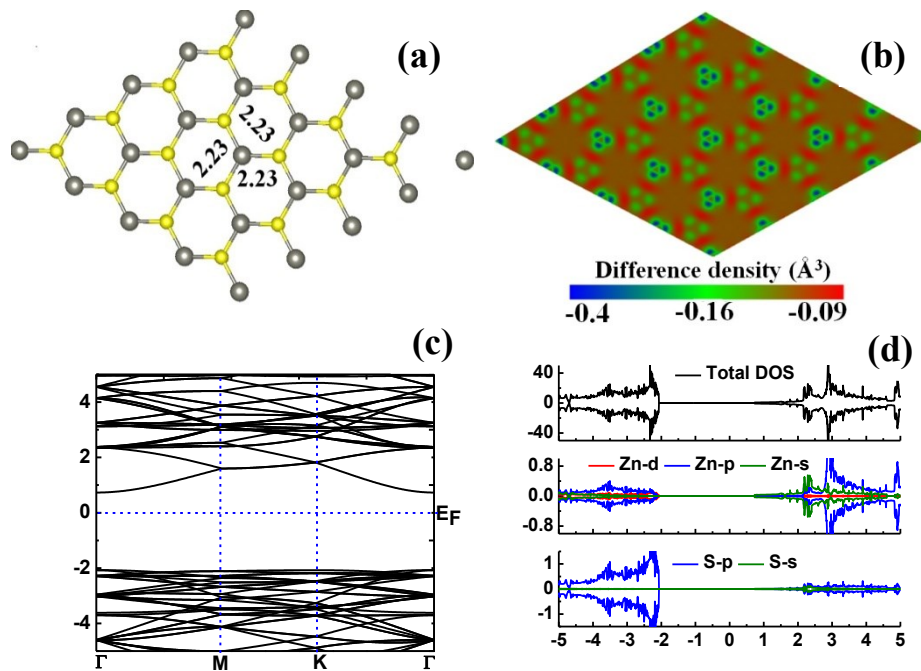 (a)
2.23
2.23
2.23
(b)
Difference density (Å³)
-0.4 -0.16 -0.09
(c)
4
2
0
-2
-4
E_F
Γ M K Γ
(d)
40
0
-40
Total DOS
0.8
0.0
-0.8
Zn-d Zn-p Zn-s
1
0
-1
S-p S-s
-5 -4 -3 -2 -1 0 1 2 3 4 5